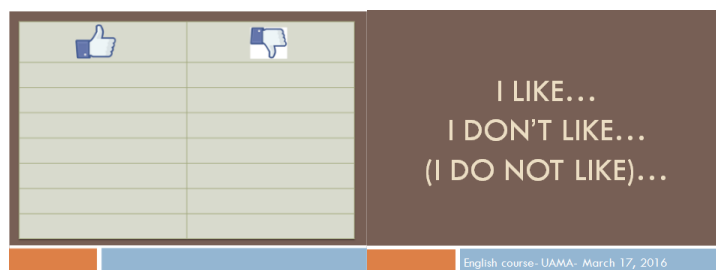 I LIKE...
I DON'T LIKE...
(I DO NOT LIKE)...
English course- UAMA- March 17, 2016